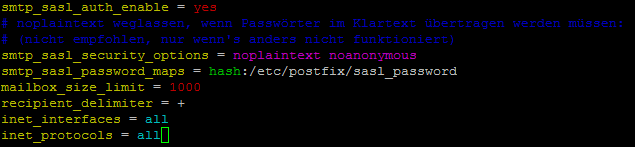 smtp_sasl_auth_enable = yes
# noplaintext weglassen, wenn Passwörter im Klartext übertragen werden müssen:
# (nicht empfohlen, nur wenn's anders nicht funktioniert)
smtp_sasl_security_options = noplaintext noanonymous
smtp_sasl_password_maps = hash:/etc/postfix/sasl_password
mailbox_size_limit = 1000
recipient_delimiter = +
inet_interfaces = all
inet_protocols = all